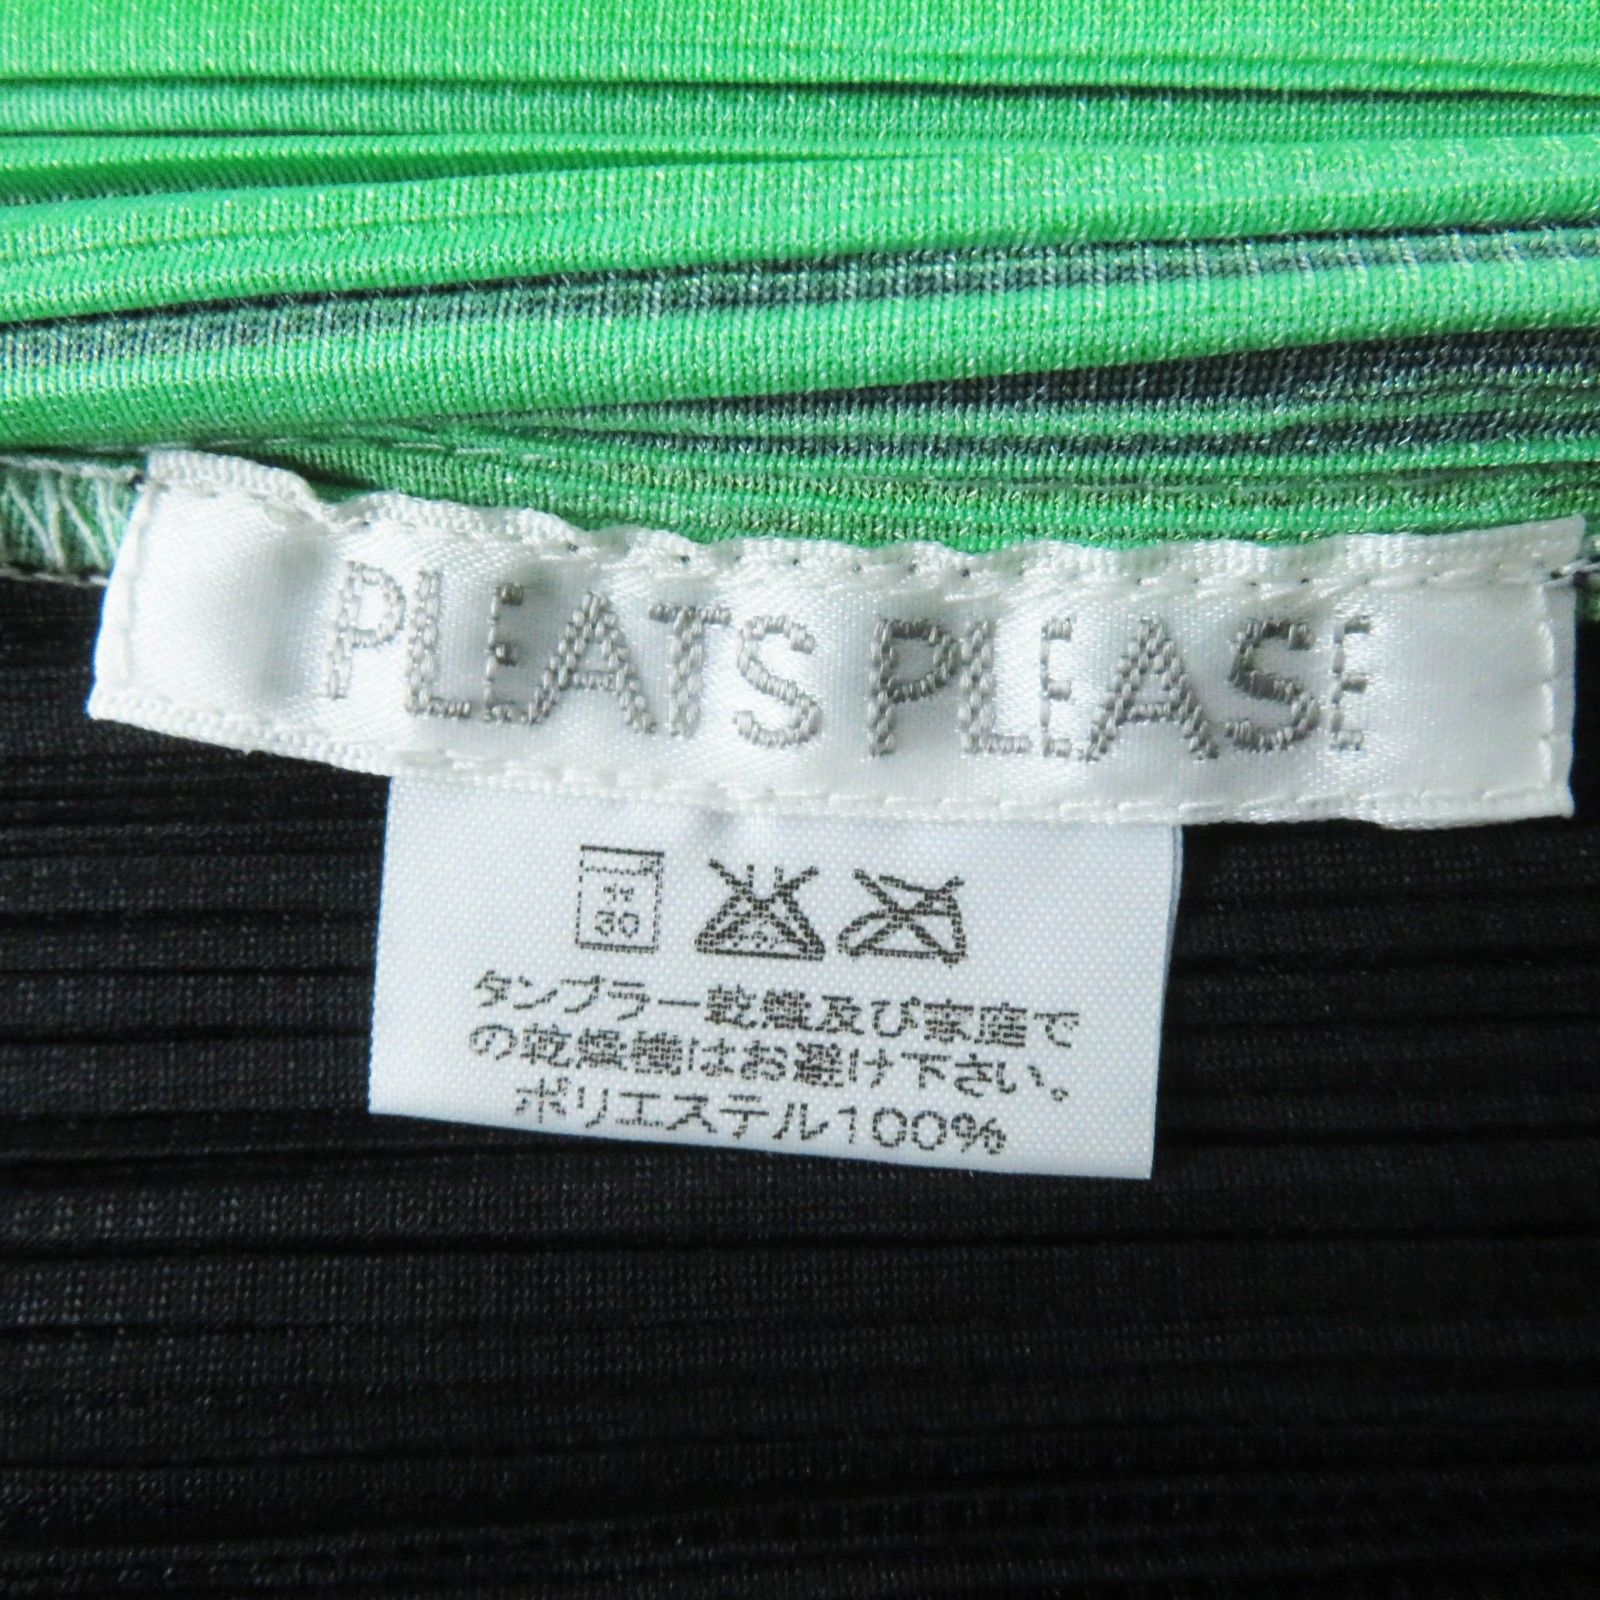 PLEATS PLEASE
弱
30
タンブラー乾燥及び家庭で
の乾燥機はお避け下さい。
ポリエステル100%